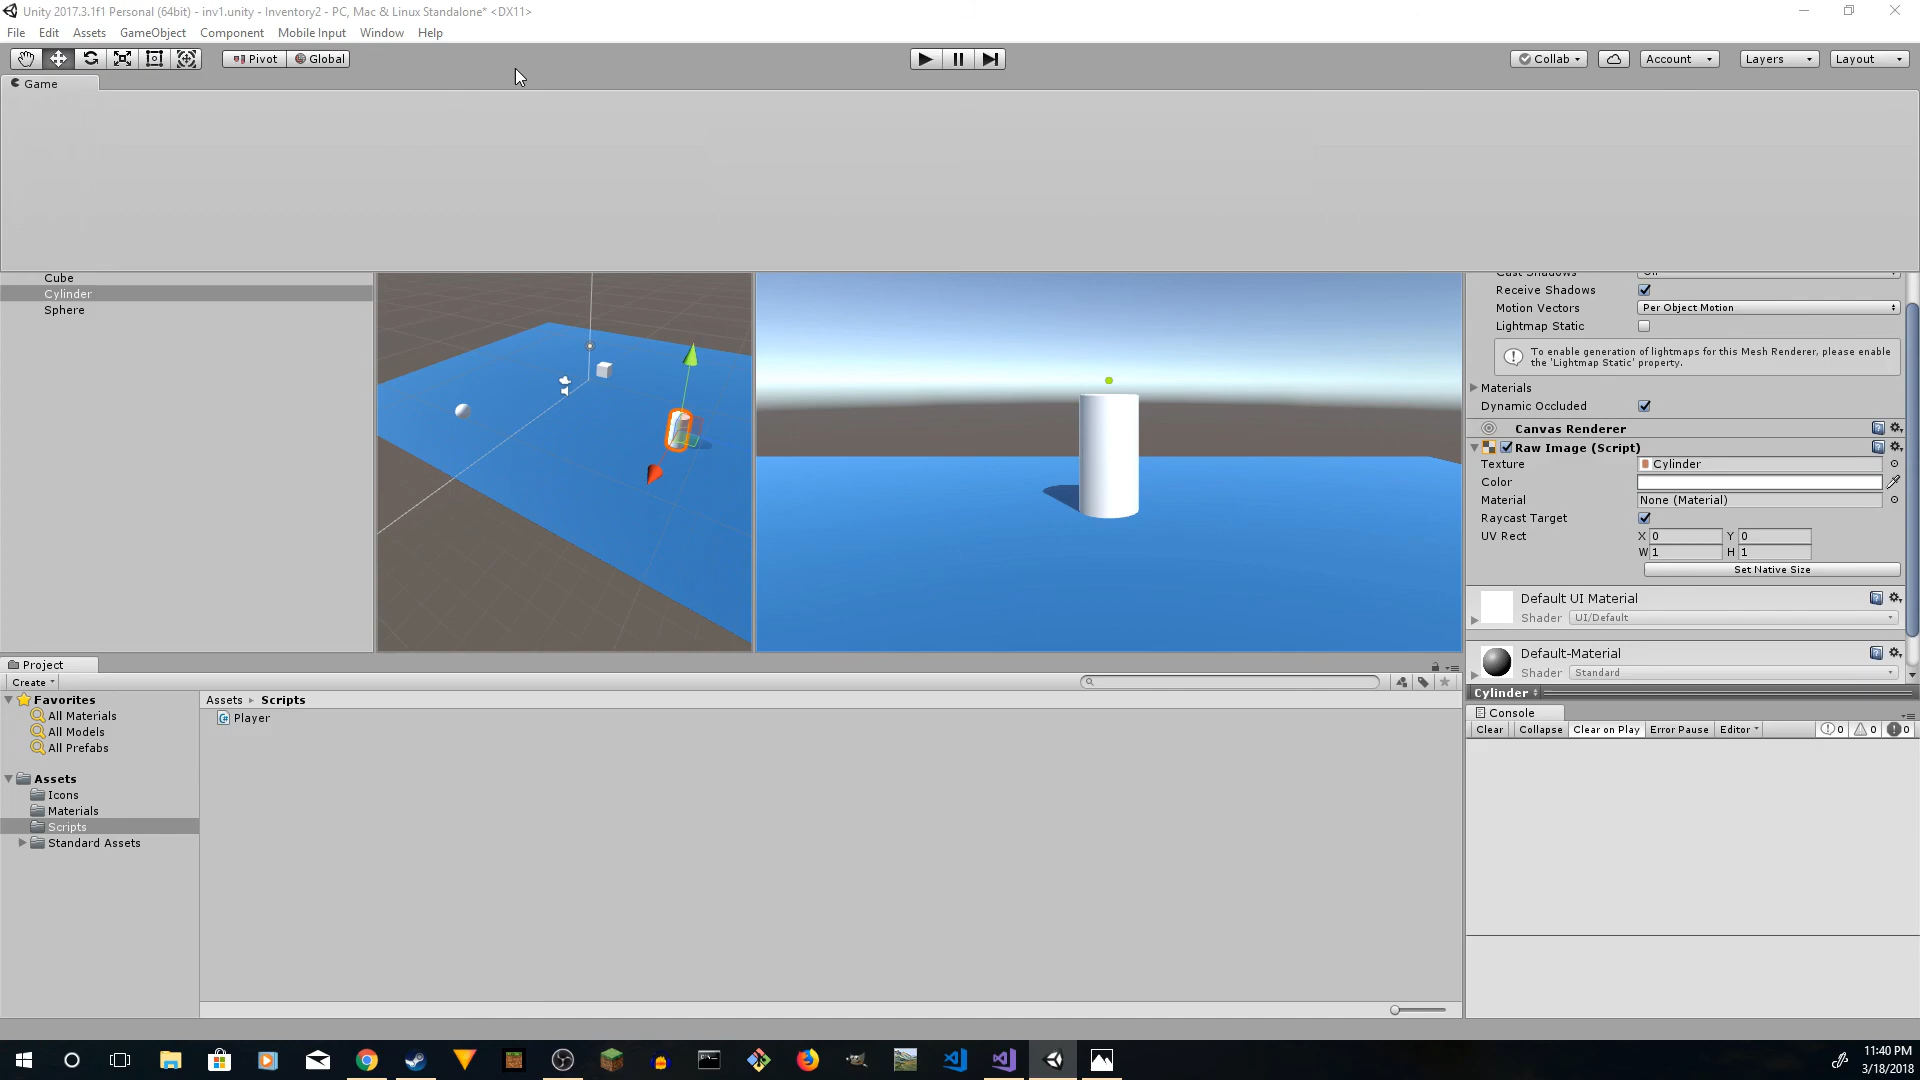 Unity 2017.3.1f1 Personal (64bit) - inv1.unity - Inventory2 - PC, Mac & Linux Standalone* <DX11>
File Edit Assets GameObject Component Mobile Input Window Help
Pivot Global Collab Account Layers Layout
Game
Cube
Cylinder
Sphere
Receive Shadows
Motion Vectors Per Object Motion
Lightmap Static
To enable generation of lightmaps for this Mesh Renderer, please enable
the 'Lightmap Static' property.
Materials
Dynamic Occluded
Canvas Renderer
Raw Image (Script)
Texture Cylinder
Color
Material None (Material)
Raycast Target
UV Rect X 0 Y 0
W 1 H 1
Set Native Size
Default UI Material
Shader UI/Default
Default-Material
Shader Standard
Cylinder
Console
Clear Collapse Clear on Play Error Pause Editor 0 0 0
Project
Create
Favorites
All Materials
All Models
All Prefabs
Assets
Icons
Materials
Scripts
Standard Assets
Assets Scripts
Player
11:40 PM
3/18/2018